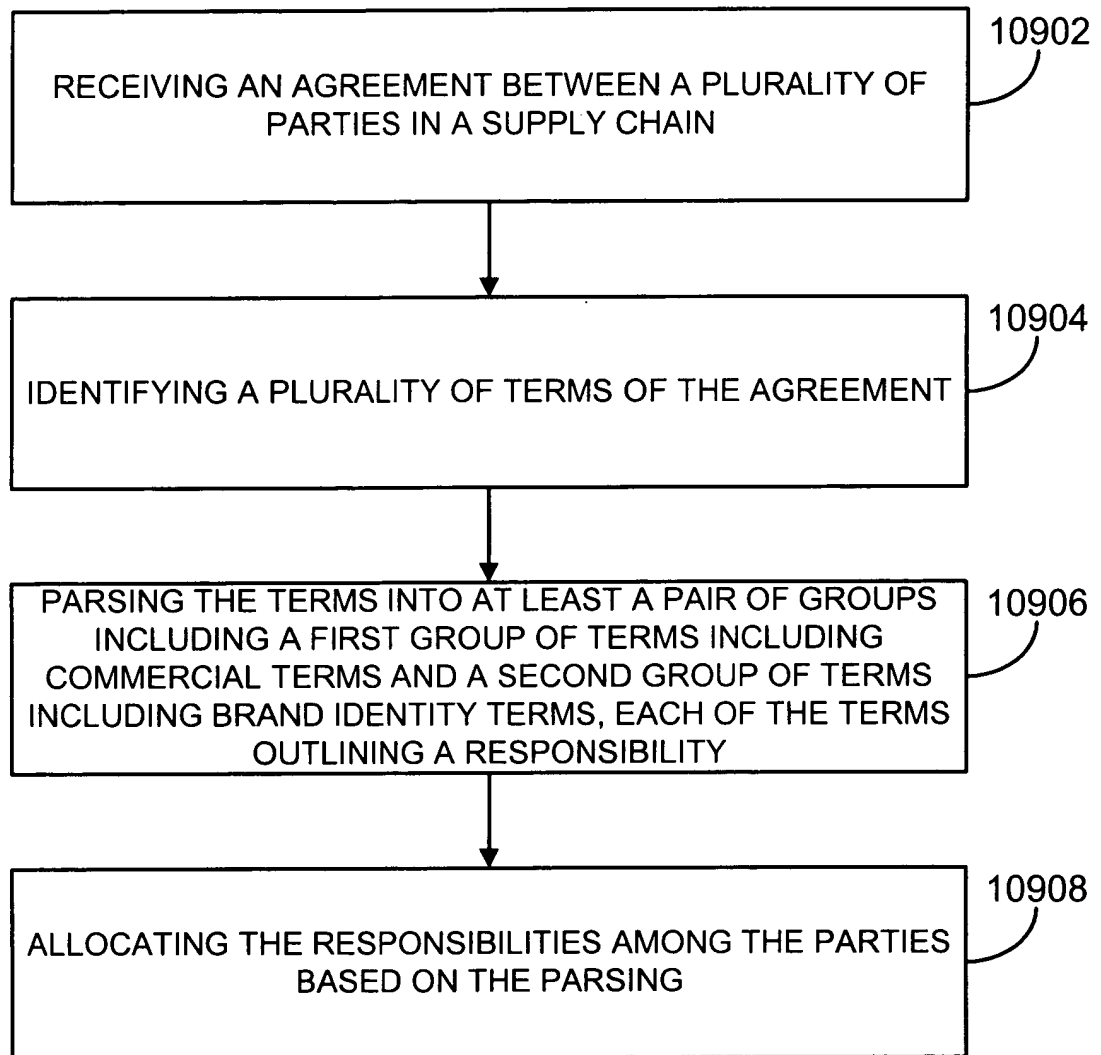 10902
RECEIVING AN AGREEMENT BETWEEN A PLURALITY OF
PARTIES IN A SUPPLY CHAIN
10904
IDENTIFYING A PLURALITY OF TERMS OF THE AGREEMENT
10906
PARSING THE TERMS INTO AT LEAST A PAIR OF GROUPS
INCLUDING A FIRST GROUP OF TERMS INCLUDING
COMMERCIAL TERMS AND A SECOND GROUP OF TERMS
INCLUDING BRAND IDENTITY TERMS, EACH OF THE TERMS
OUTLINING A RESPONSIBILITY
10908
ALLOCATING THE RESPONSIBILITIES AMONG THE PARTIES
BASED ON THE PARSING